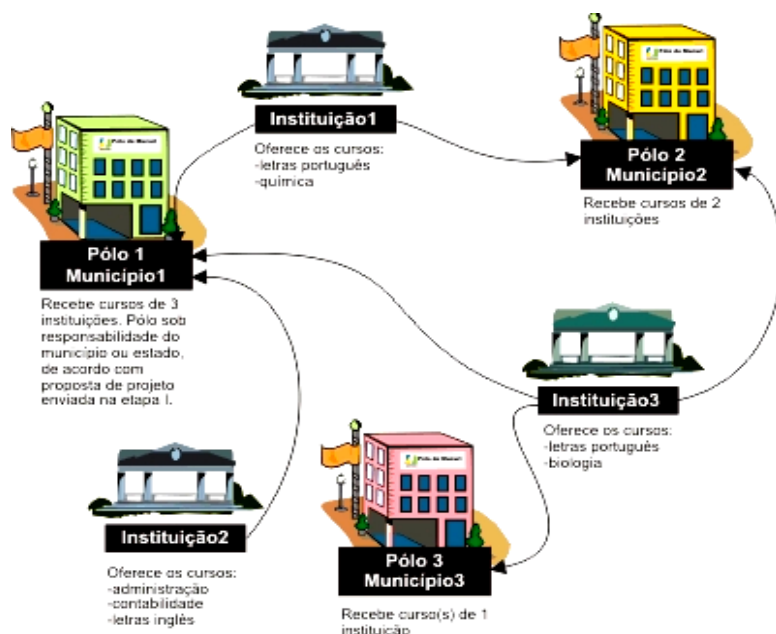 Instituição1
Oferece os cursos:
-letras português
-química
Pólo de Manari
Pólo 2
Município2
Recebe cursos de 2
instituições
Pólo 1
Município1
Recebe cursos de 3
instituições. Pólo sob
responsabilidade do
município ou estado,
de acordo com
proposta de projeto
enviada na etapa I.
Instituição3
Oferece os cursos:
-letras português
-biologia
Instituição2
Oferece os cursos:
-administração
-contabilidade
-letras inglês
Pólo 3
Município3
Recebe curso(s) de 1
instituição